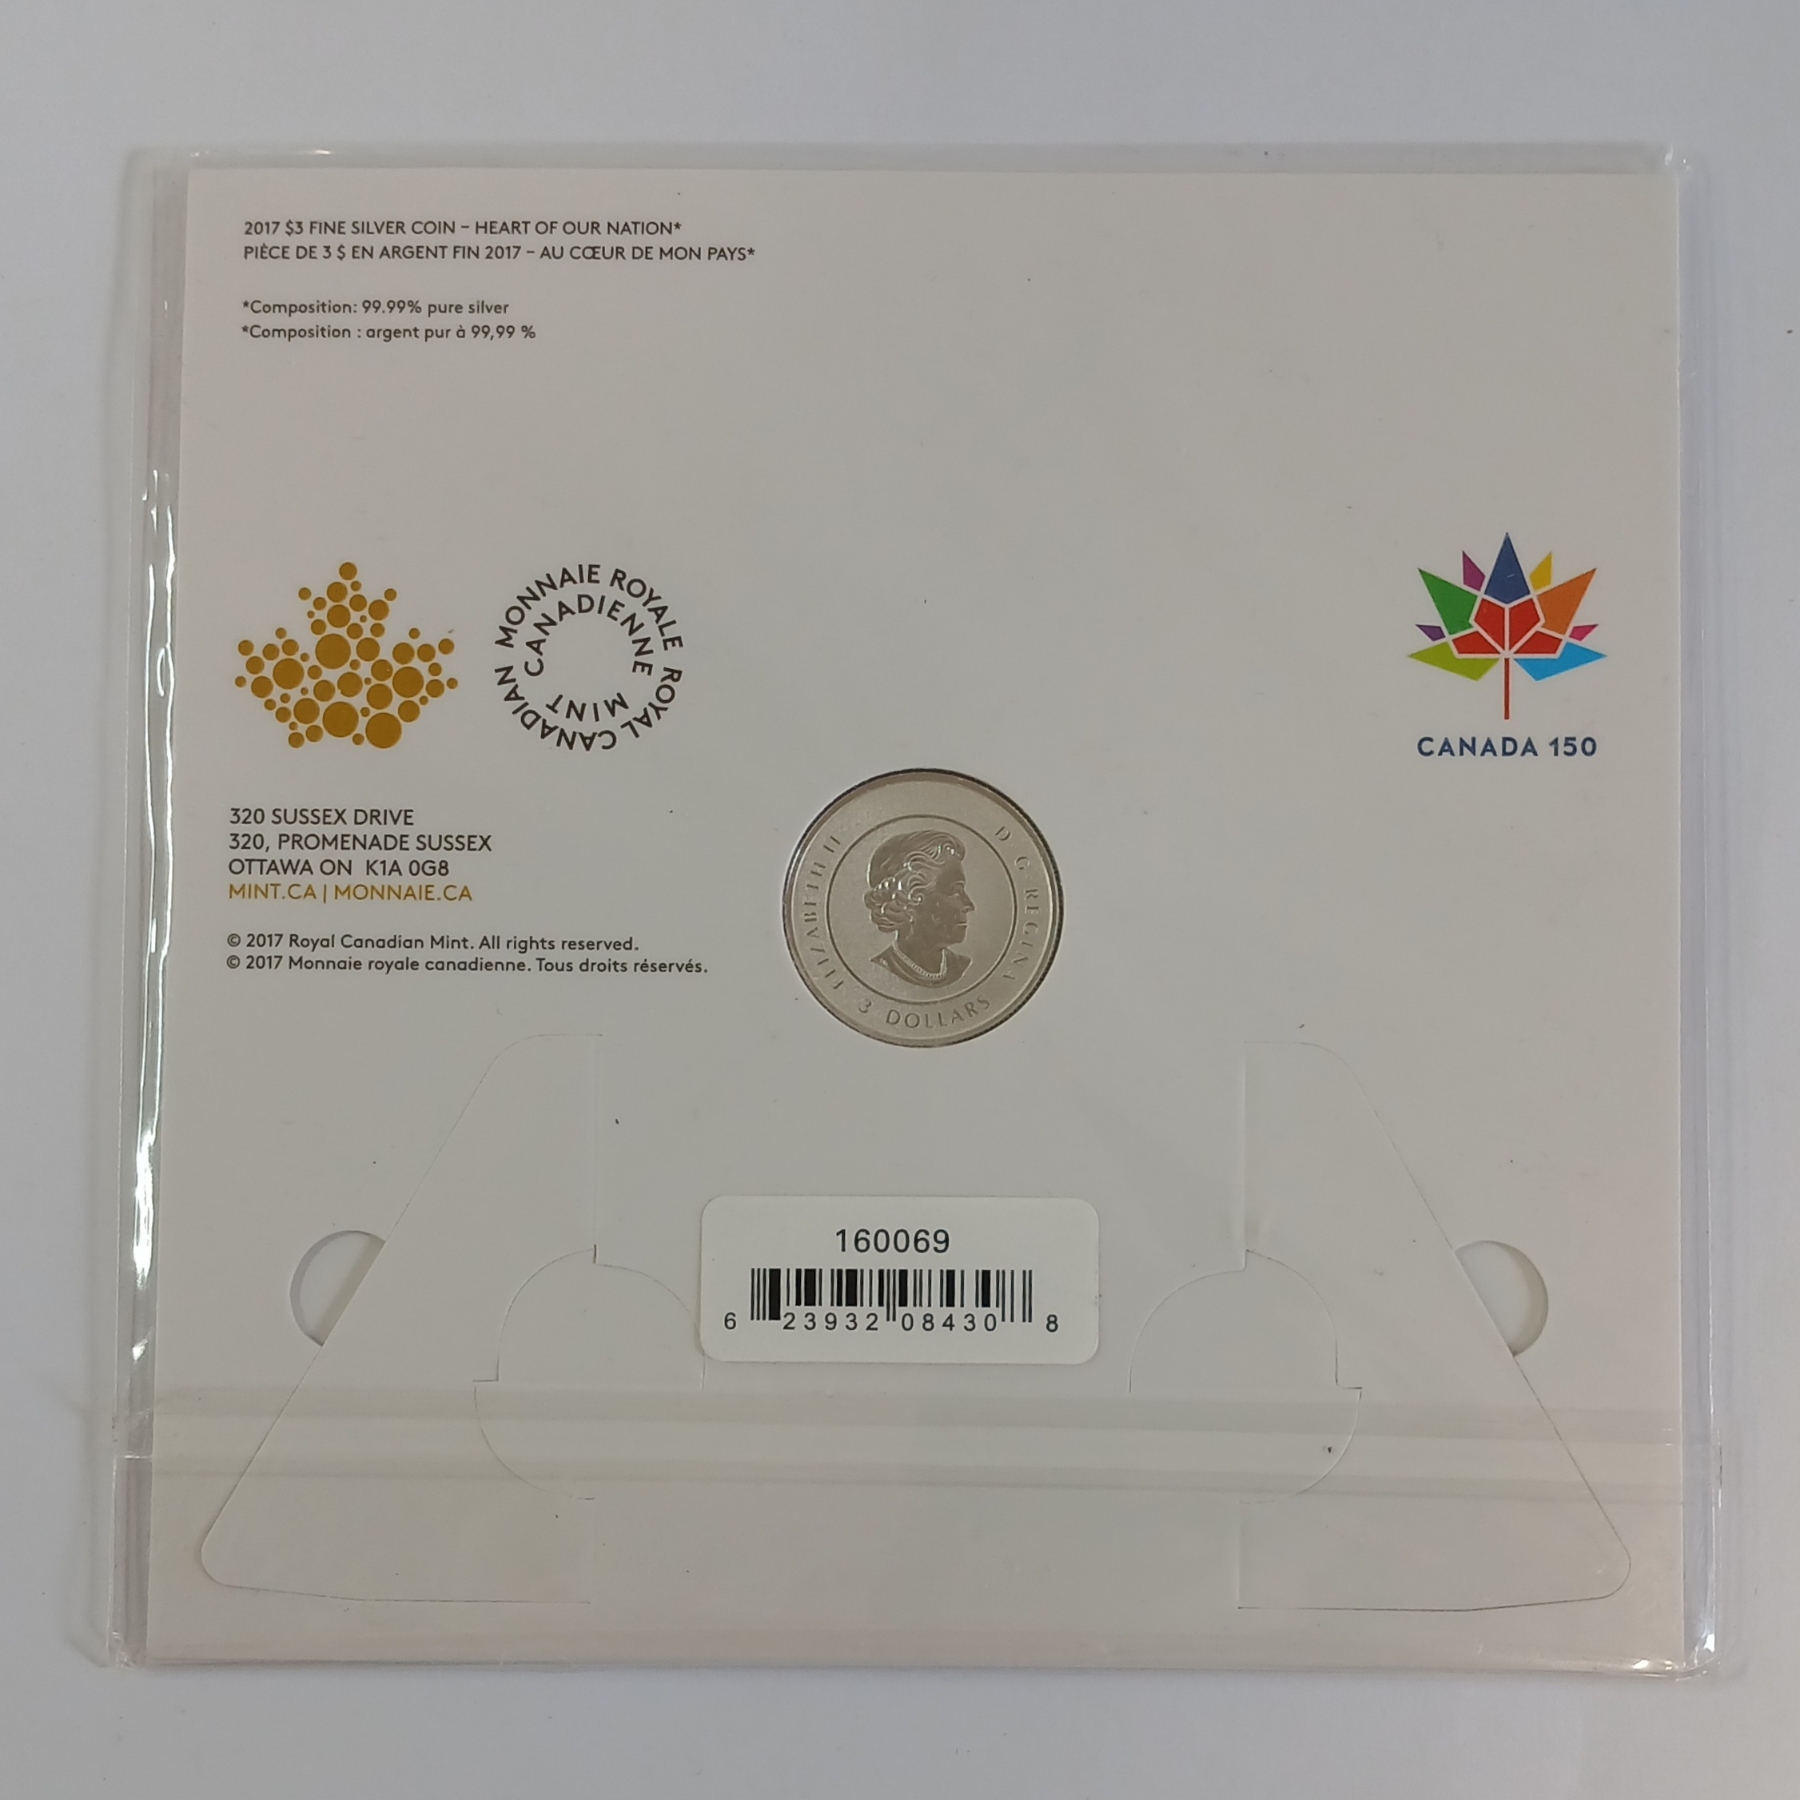 2017 $3 FINE SILVER COIN – HEART OF OUR NATION*
PIÈCE DE 3 $ EN ARGENT FIN 2017 – AU CŒUR DE MON PAYS*
*Composition: 99.99% pure silver
*Composition : argent pur à 99,99 %
MONNAIE ROYALE CANADIENNE
ROYAL CANADIAN MINT
CANADA 150
320 SUSSEX DRIVE
320, PROMENADE SUSSEX
OTTAWA ON K1A 0G8
MINT.CA | MONNAIE.CA
© 2017 Royal Canadian Mint. All rights reserved.
© 2017 Monnaie royale canadienne. Tous droits réservés.
ELIZABETH II D·G·REGINA
3 DOLLARS
160069
6 23932 08430 8